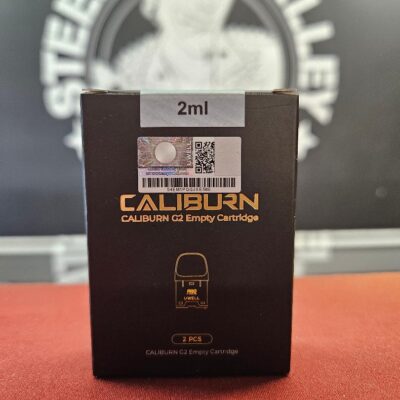 2ml
CALIBURN
CALIBURN G2 Empty Cartridge
UWELL
2 PCS
CALIBURN G2 Empty Cartridge